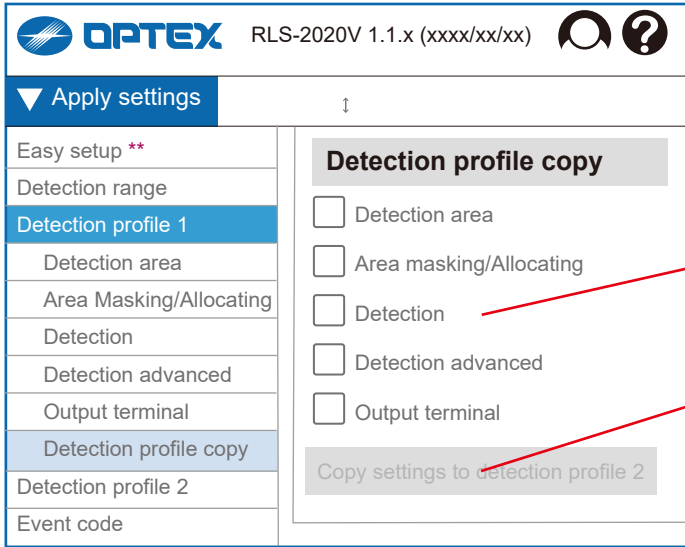 OPTEX RLS-2020V 1.1.x (xxxx/xx/xx) ?
▼ Apply settings ↕
Easy setup **
Detection range
Detection profile 1
Detection area
Area Masking/Allocating
Detection
Detection advanced
Output terminal
Detection profile copy
Detection profile 2
Event code
Detection profile copy
Detection area
Area masking/Allocating
Detection
Detection advanced
Output terminal
Copy settings to detection profile 2